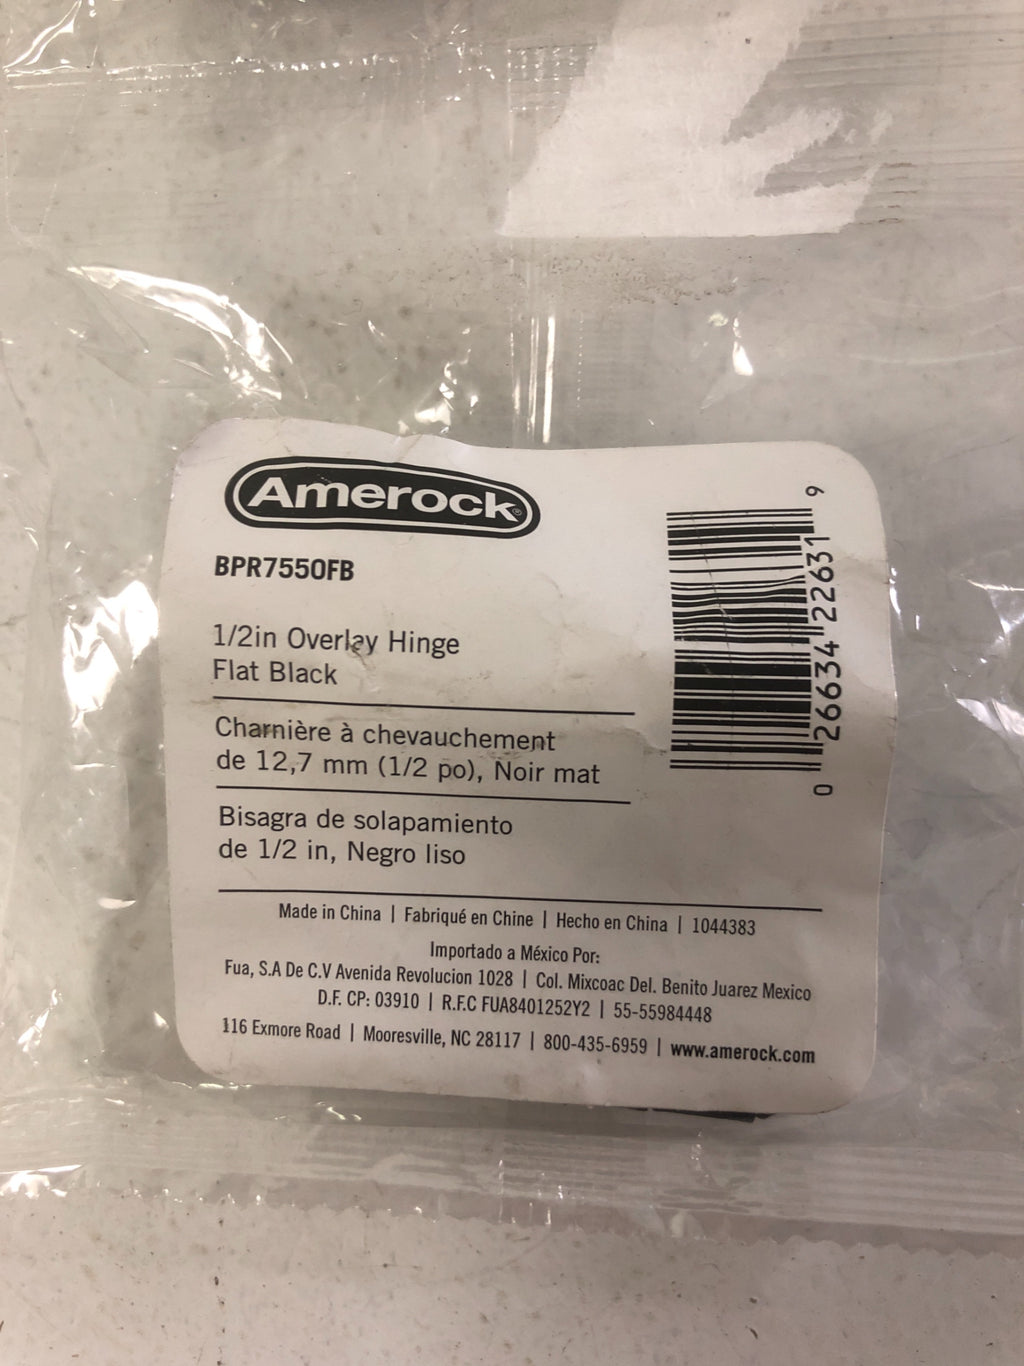 Amerock®
BPR7550FB
1/2in Overlay Hinge
Flat Black
Charnière à chevauchement
de 12,7 mm (1/2 po), Noir mat
Bisagra de solapamiento
de 1/2 in, Negro liso
0 26634 22631 9
Made in China | Fabriqué en Chine | Hecho en China | 1044383
Importado a México Por:
Fua, S.A De C.V Avenida Revolucion 1028 | Col. Mixcoac Del. Benito Juarez Mexico
D.F. CP: 03910 | R.F.C FUA8401252Y2 | 55-55984448
116 Exmore Road | Mooresville, NC 28117 | 800-435-6959 | www.amerock.com